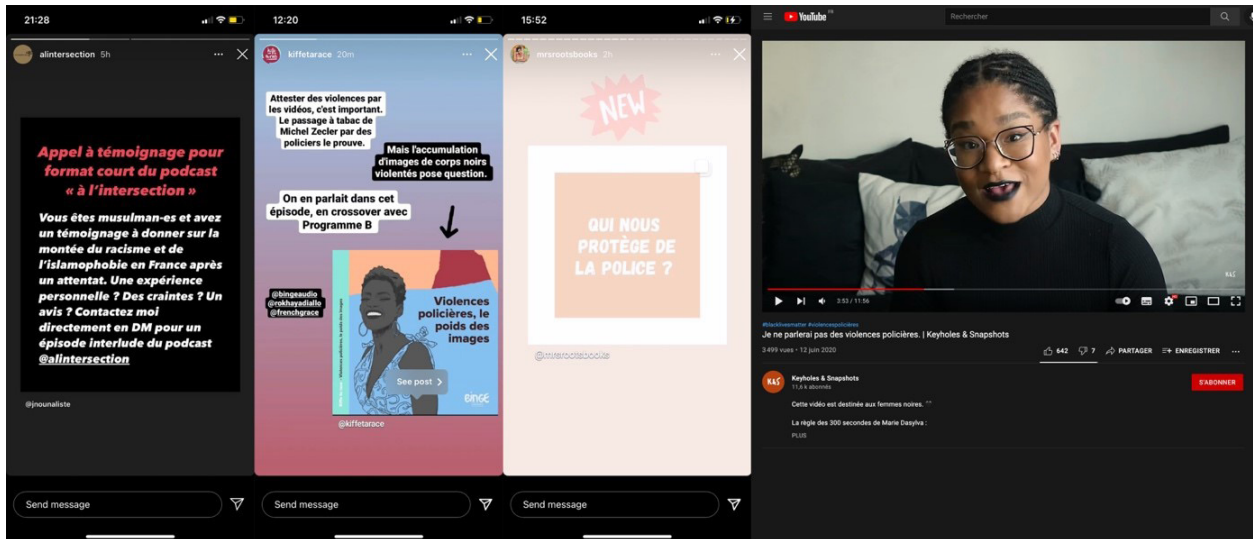 21:28
alintersection 5h
Appel à témoignage pour
format court du podcast
« à l'intersection »
Vous êtes musulman-es et avez
un témoignage à donner sur la
montée du racisme et de
l'islamophobie en France après
un attentat. Une expérience
personnelle ? Des craintes ? Un
avis ? Contactez moi
directement en DM pour un
épisode interlude du podcast
@alintersection
@jnounaliste
Send message
12:20
kiffetarace 20m
Attester des violences par
les vidéos, c'est important.
Le passage à tabac de
Michel Zecler par des
policiers le prouve.
Mais l'accumulation
d'images de corps noirs
violentés pose question.
On en parlait dans cet
épisode, en crossover avec
Programme B
@bingeaudio
@rokhayadiallo
@frenchgrace
Violences policières, le poids des images
Violences
policières, le
poids des
images
See post >
BINGE
@kiffetarace
Send message
15:52
mrsrootsbooks 2h
NEW
QUI NOUS
PROTÈGE DE
LA POLICE ?
@mrsrootsbooks
Send message
YouTube FR
Rechercher
K&S
3:53 / 11:56
#blacklivesmatter #violencespolicières
Je ne parlerai pas des violences policières. | Keyholes & Snapshots
3 499 vues • 12 juin 2020
642
7
PARTAGER
ENREGISTRER
K&S
Keyholes & Snapshots
11,6 k abonnés
S'ABONNER
Cette vidéo est destinée aux femmes noires. ^^
La règle des 300 secondes de Marie Dasylva :
PLUS